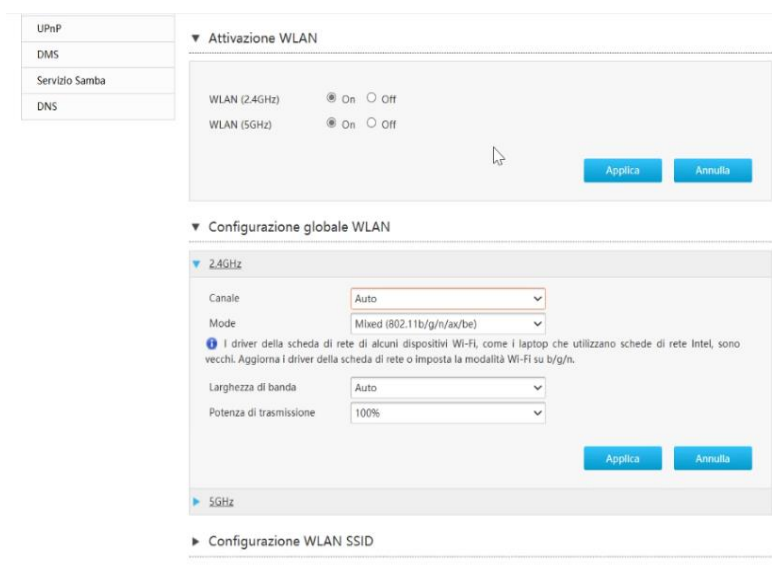 UPnP
DMS
Servizio Samba
DNS
Attivazione WLAN
WLAN (2.4GHz) On Off
WLAN (5GHz) On Off
Applica Annulla
Configurazione globale WLAN
2.4GHz
Canale Auto
Mode Mixed (802.11b/g/n/ax/be)
I driver della scheda di rete di alcuni dispositivi Wi-Fi, come i laptop che utilizzano schede di rete Intel, sono
vecchi. Aggiorna i driver della scheda di rete o imposta la modalità Wi-Fi su b/g/n.
Larghezza di banda Auto
Potenza di trasmissione 100%
Applica Annulla
5GHz
Configurazione WLAN SSID